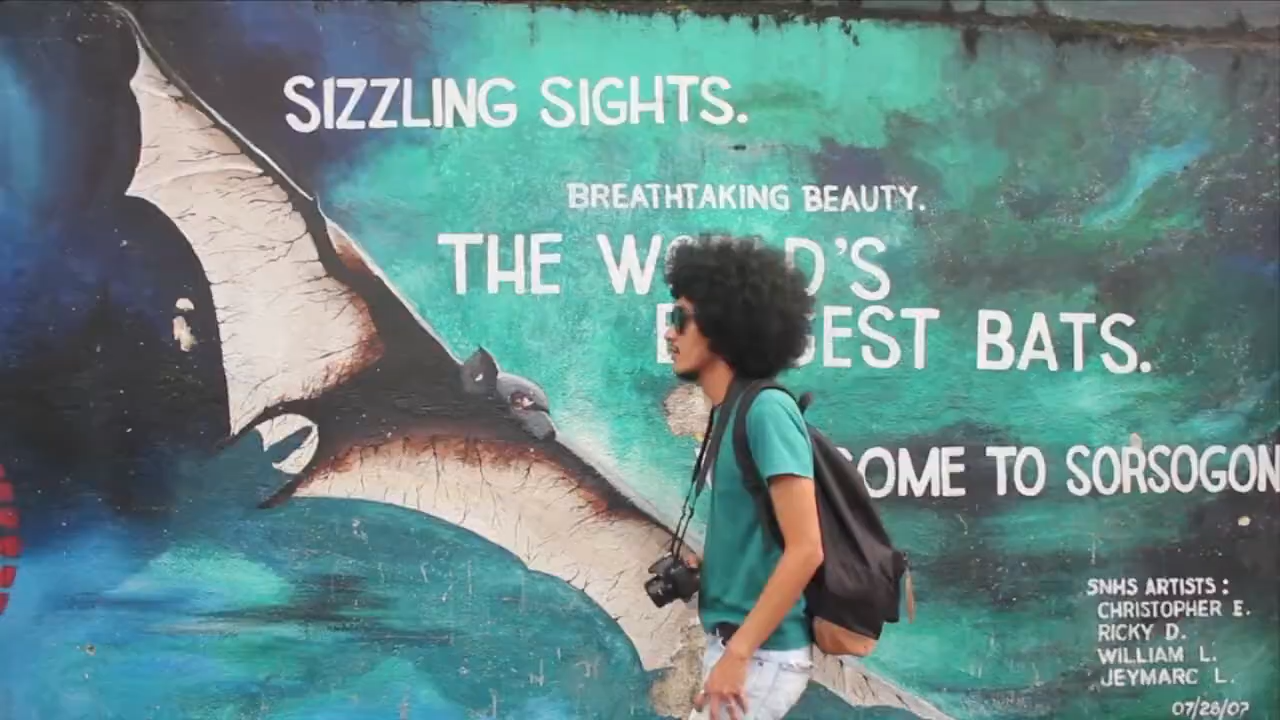 SIZZLING SIGHTS.
BREATHTAKING BEAUTY.
THE D'S
BATS.
TO SORSOGON
SNHS ARTISTS:
CHRISTOPHER E.
RICKY D.
WILLIAM L.
JEYMARC L.
07/28/07